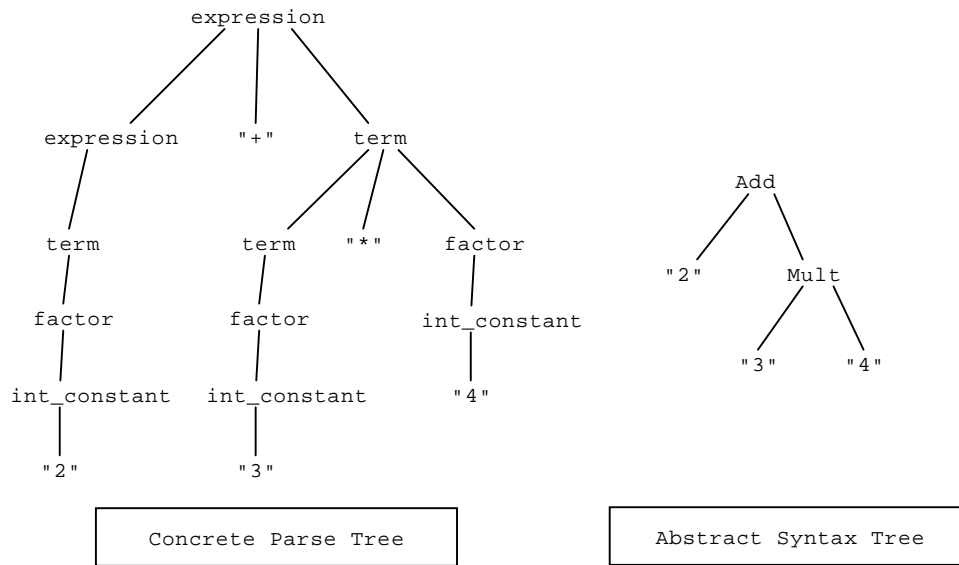 expression
expression "+" term
Add
term term "*" factor
"2" Mult
factor factor int_constant
"3" "4"
int_constant int_constant "4"
"2" "3"
Concrete Parse Tree
Abstract Syntax Tree